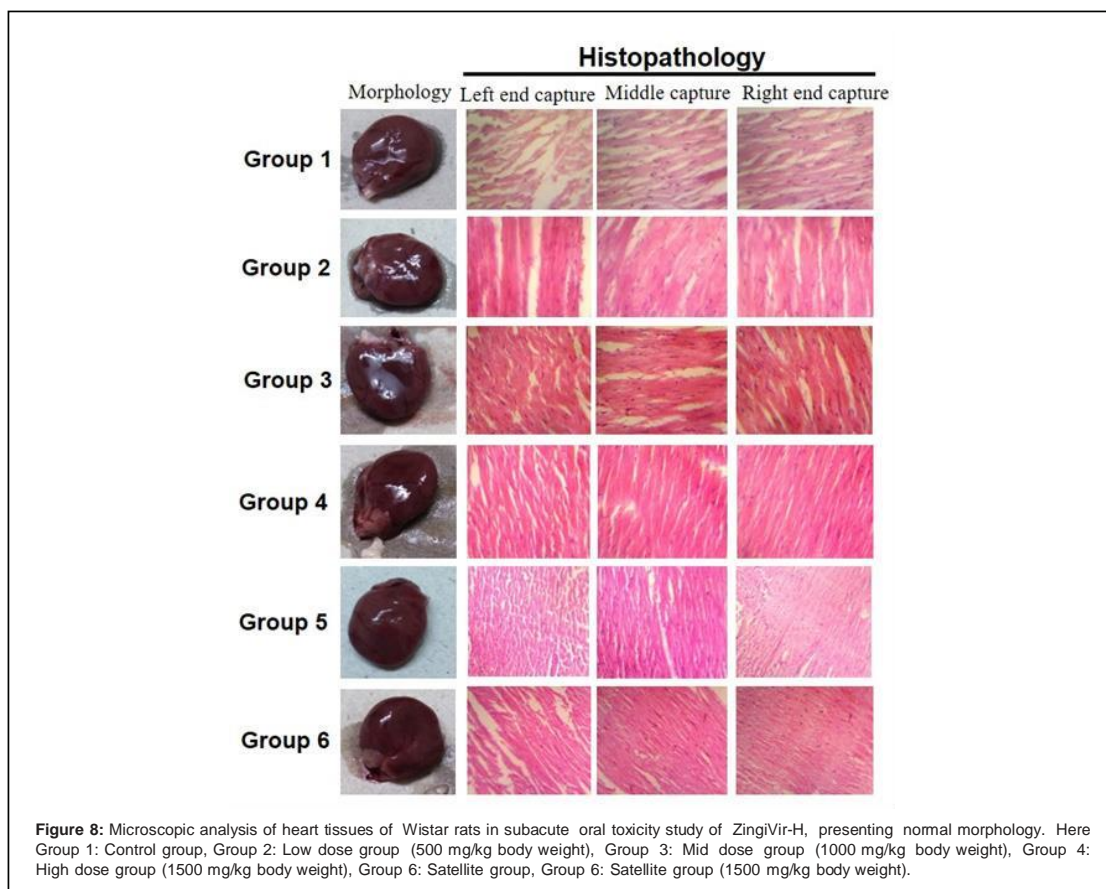 Histopathology
Morphology Left end capture Middle capture Right end capture
Group 1
Group 2
Group 3
Group 4
Group 5
Group 6
Figure 8: Microscopic analysis of heart tissues of Wistar rats in subacute oral toxicity study of ZingiVir-H, presenting normal morphology. Here
Group 1: Control group, Group 2: Low dose group (500 mg/kg body weight), Group 3: Mid dose group (1000 mg/kg body weight), Group 4:
High dose group (1500 mg/kg body weight), Group 6: Satellite group, Group 6: Satellite group (1500 mg/kg body weight).